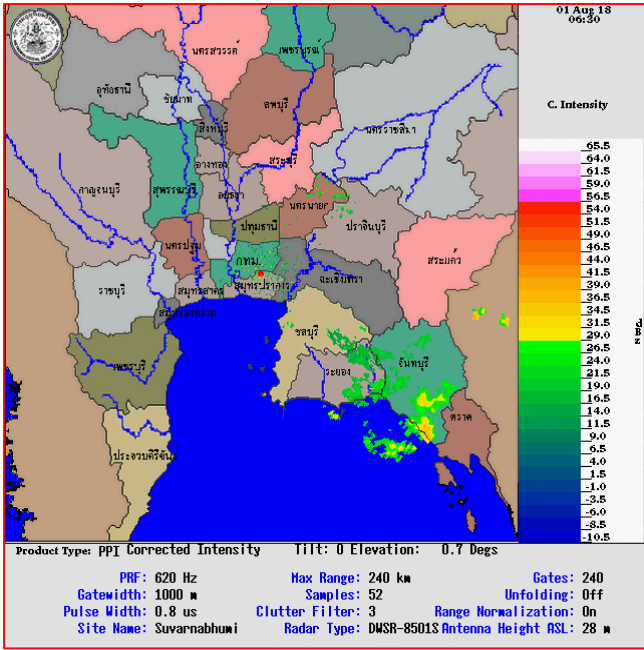 01 Aug 18
06:30
นครสวรรค์
เพชรบูรณ์
อุทัยธานี
ชัยนาท
ลพบุรี
C. Intensity
สิงห์บุรี
นครราชสีมา
65.5
64.0
61.5
59.0
56.5
54.0
51.5
49.0
46.5
44.0
41.5
39.0
36.5
34.0
31.5
29.0
26.5
24.0
21.5
19.0
16.5
14.0
11.5
9.0
6.5
4.0
1.5
-1.0
-3.5
-6.0
-8.5
-10.5
อ่างทอง
สระบุรี
กาญจนบุรี
สุพรรณบุรี
อยุธยา
นครนายก
ปราจีนบุรี
ปทุมธานี
นครปฐม
กทม.
สระแก้ว
ราชบุรี
สมุทรสาคร
สมุทรปราการ
ฉะเชิงเทรา
สมุทรสงคราม
ชลบุรี
เพชรบุรี
ระยอง
จันทบุรี
ตราด
ประจวบคีรีขันธ์
Product Type: PPI Corrected Intensity Tilt: 0 Elevation: 0.7 Degs
PRF: 620 Hz Max Range: 240 km Gates: 240
Gatewidth: 1000 m Samples: 52 Unfolding: Off
Pulse Width: 0.8 us Clutter Filter: 3 Range Normalization: On
Site Name: Suvarnabhumi Radar Type: DWSR-8501S Antenna Height ASL: 28 m